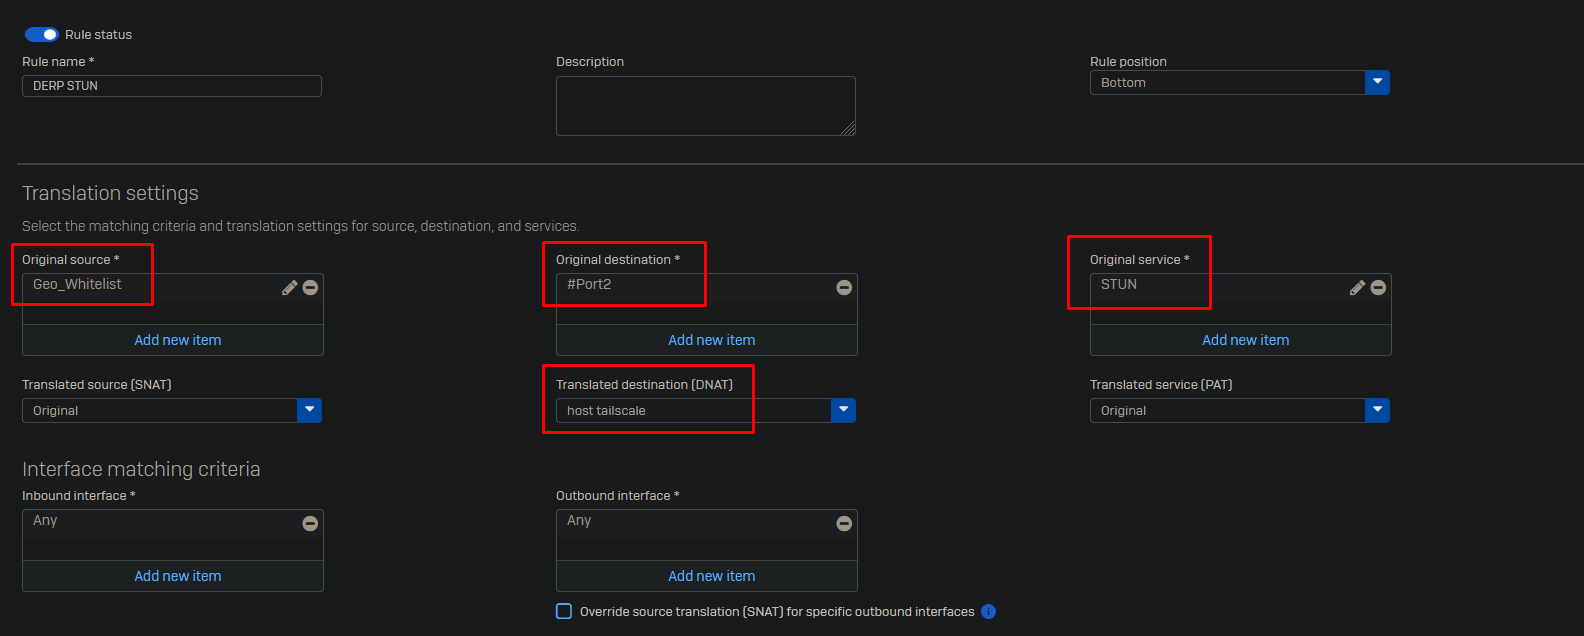 Rule status
Rule name *
Description
Rule position
DERP STUN
Bottom
Translation settings
Select the matching criteria and translation settings for source, destination, and services.
Original source *
Original destination *
Original service *
Geo_Whitelist
#Port2
STUN
Add new item
Add new item
Add new item
Translated source (SNAT)
Translated destination (DNAT)
Translated service (PAT)
Original
host tailscale
Original
Interface matching criteria
Inbound interface *
Outbound interface *
Any
Any
Add new item
Add new item
Override source translation (SNAT) for specific outbound interfaces